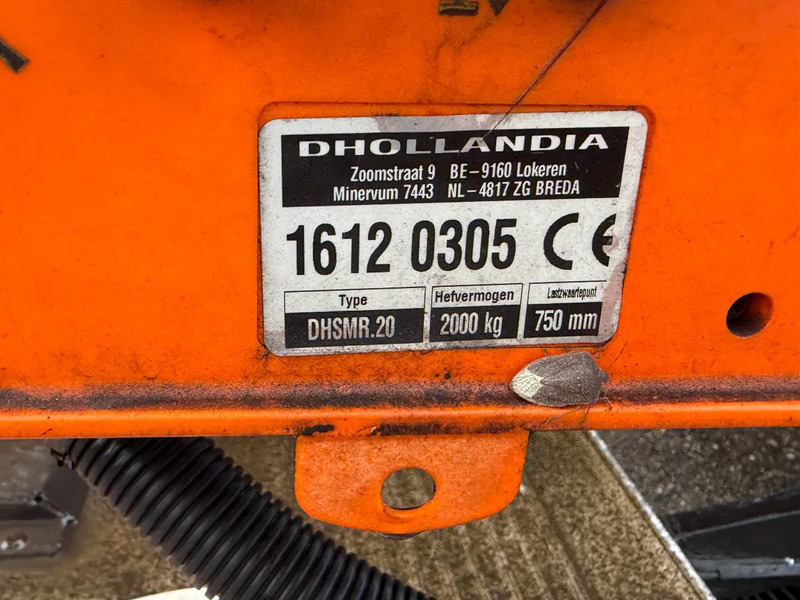 DHOLLANDIA
Zoomstraat 9 BE-9160 Lokeren
Minervum 7443 NL-4817 ZG BREDA
1612 0305 CE
Type Hefvermogen Lastzwaartepunt
DHSMR.20 2000 kg 750 mm